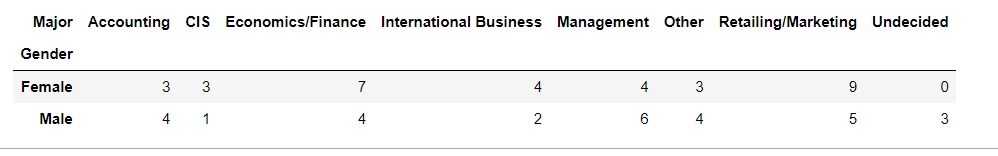 Major Accounting CIS Economics/Finance International Business Management Other Retailing/Marketing Undecided
Gender
Female 3 3 7 4 4 3 9 0
Male 4 1 4 2 6 4 5 3